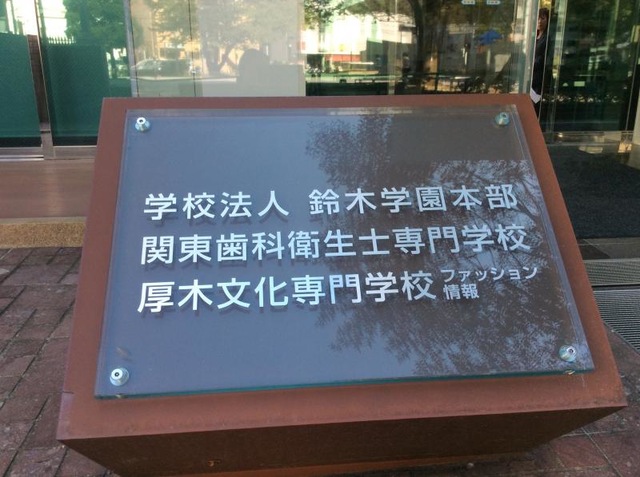 学校法人 鈴木学園本部
関東歯科衛生士専門学校
厚木文化専門学校 ファッション
情報